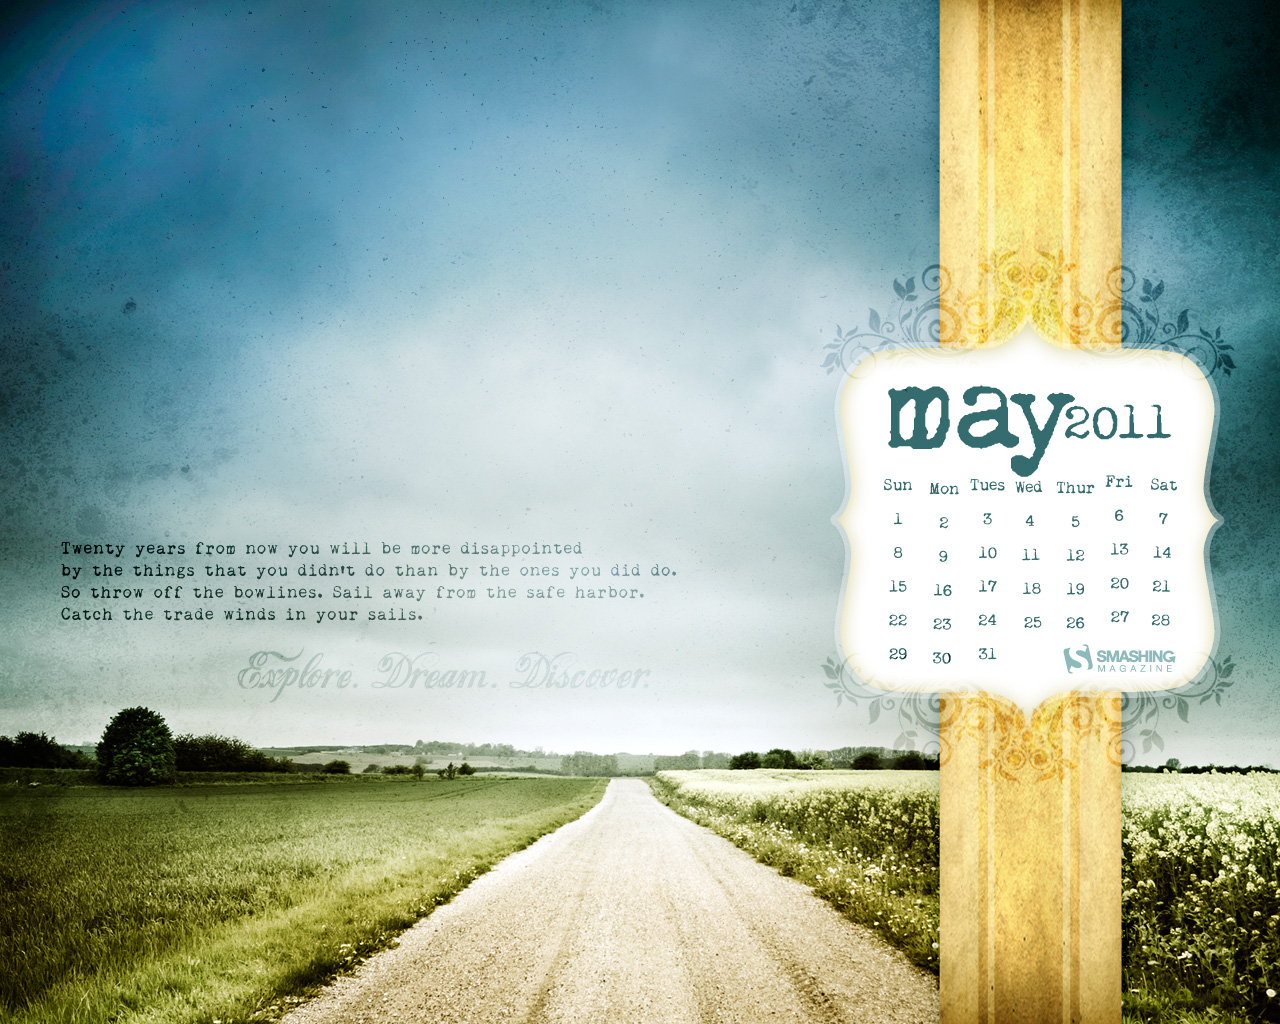 may 2011
Sun Mon Tues Wed Thur Fri Sat
1 2 3 4 5 6 7
8 9 10 11 12 13 14
15 16 17 18 19 20 21
22 23 24 25 26 27 28
29 30 31
SMASHING
MAGAZINE
Twenty years from now you will be more disappointed
by the things that you didn't do than by the ones you did do.
So throw off the bowlines. Sail away from the safe harbor.
Catch the trade winds in your sails.
Explore. Dream. Discover.